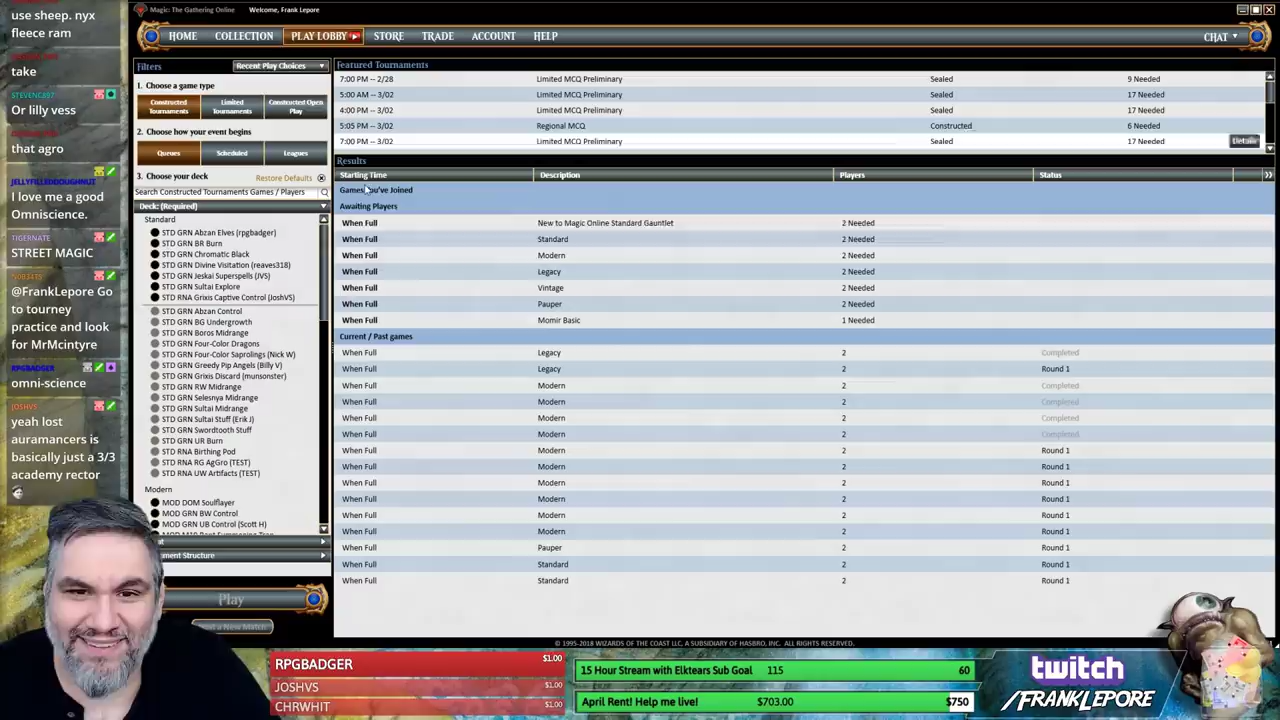 use sheep. nyx
fleece ram
take
STEVENC897
Or lilly vess
that agro
JELLYFILLEDDOUGHNUT
I love me a good
Omniscience.
TIGERNATE
STREET MAGIC
@FrankLepore Go
to tourney
practice and look
for MrMcintyre
RPGBADGER
omni-science
JOSHVS
yeah lost
auramancers is
basically just a 3/3
academy rector
Magic: The Gathering Online Welcome, Frank Lepore
HOME COLLECTION PLAY LOBBY STORE TRADE ACCOUNT HELP CHAT
Filters Recent Play Choices
1. Choose a game type
Constructed Tournaments Limited Tournaments Constructed Open Play
2. Choose how your event begins
Queues Scheduled Leagues
3. Choose your deck Restore Defaults
Search Constructed Tournaments Games / Players
Deck: (Required)
Standard
STD GRN Abzan Elves (rpgbadger)
STD GRN BR Burn
STD GRN Chromatic Black
STD GRN Divine Visitation (reaves318)
STD GRN Jeskai Superspells (JVS)
STD GRN Sultai Explore
STD RNA Grixis Captive Control (JoshVS)
STD GRN Abzan Control
STD GRN BG Undergrowth
STD GRN Boros Midrange
STD GRN Four-Color Dragons
STD GRN Four-Color Saprolings (Nick W)
STD GRN Greedy Pip Angels (Billy V)
STD GRN Grixis Discard (munsonster)
STD GRN RW Midrange
STD GRN Selesnya Midrange
STD GRN Sultai Midrange
STD GRN Sultai Stuff (Erik J)
STD GRN Swordtooth Stuff
STD GRN UR Burn
STD RNA Birthing Pod
STD RNA RG AgGro (TEST)
STD RNA UW Artifacts (TEST)
Modern
MOD DOM Soulflayer
MOD GRN BW Control
MOD GRN UB Control (Scott H)
ument Structure
Play
Featured Tournaments
7:00 PM -- 2/28 Limited MCQ Preliminary Sealed 9 Needed
5:00 AM -- 3/02 Limited MCQ Preliminary Sealed 17 Needed
4:00 PM -- 3/02 Limited MCQ Preliminary Sealed 17 Needed
5:05 PM -- 3/02 Regional MCQ Constructed 6 Needed
7:00 PM -- 3/02 Limited MCQ Preliminary Sealed 17 Needed Details
Results
Starting Time Description Players Status
Games You've Joined
Awaiting Players
When Full New to Magic Online Standard Gauntlet 2 Needed
When Full Standard 2 Needed
When Full Modern 2 Needed
When Full Legacy 2 Needed
When Full Vintage 2 Needed
When Full Pauper 2 Needed
When Full Momir Basic 1 Needed
Current / Past games
When Full Legacy 2 Completed
When Full Legacy 2 Round 1
When Full Modern 2 Completed
When Full Modern 2 Completed
When Full Modern 2 Completed
When Full Modern 2 Completed
When Full Modern 2 Round 1
When Full Modern 2 Round 1
When Full Modern 2 Round 1
When Full Modern 2 Round 1
When Full Modern 2 Round 1
When Full Modern 2 Round 1
When Full Pauper 2 Round 1
When Full Standard 2 Round 1
When Full Standard 2 Round 1
© 1995-2018 WIZARDS OF THE COAST LLC, A SUBSIDIARY OF HASBRO, INC. ALL RIGHTS RESERVED.
RPGBADGER $1.00
JOSHVS $1.00
CHRWHIT $1.00
15 Hour Stream with Elktears Sub Goal 115 60
April Rent! Help me live! $703.00 $750
twitch
/FRANKLEPORE